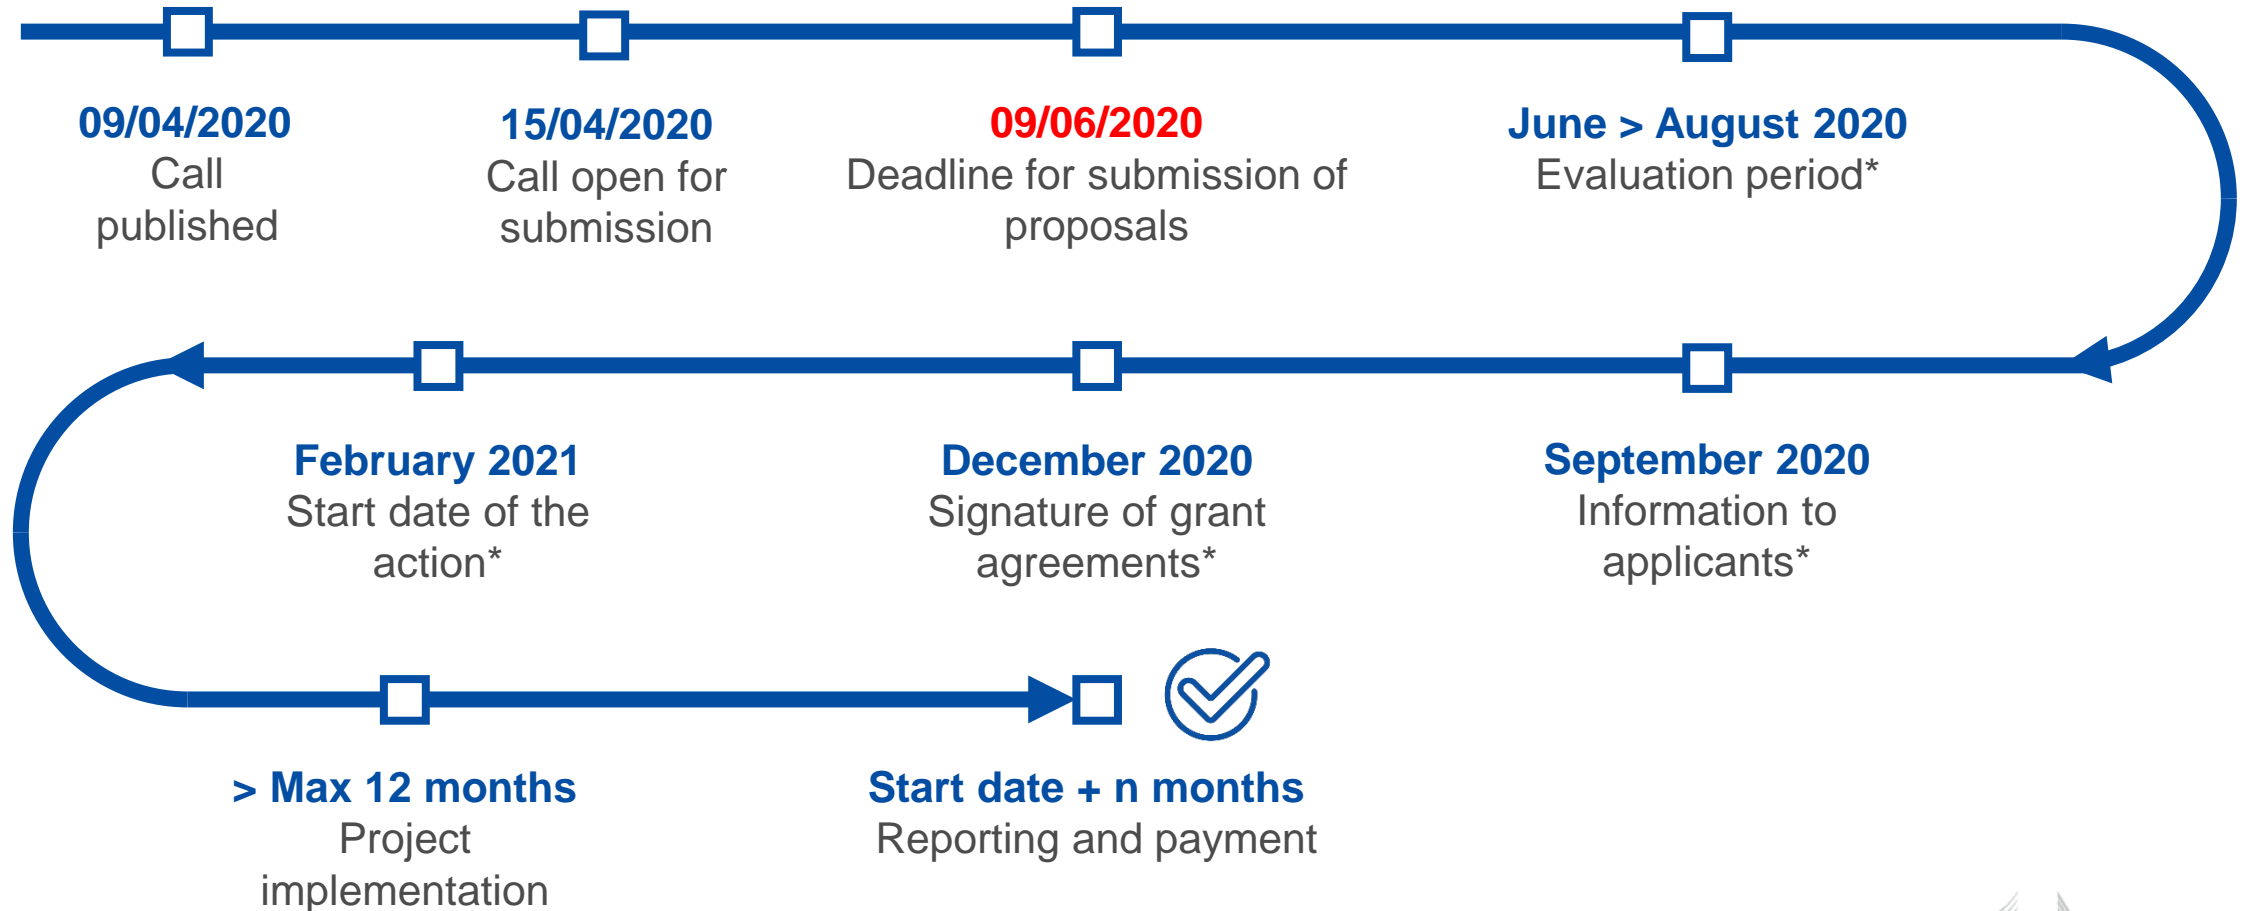 09/04/2020
Call
published
15/04/2020
Call open for
submission
09/06/2020
Deadline for submission of
proposals
June > August 2020
Evaluation period*
September 2020
Information to
applicants*
December 2020
Signature of grant
agreements*
February 2021
Start date of the
action*
> Max 12 months
Project
implementation
Start date + n months
Reporting and payment